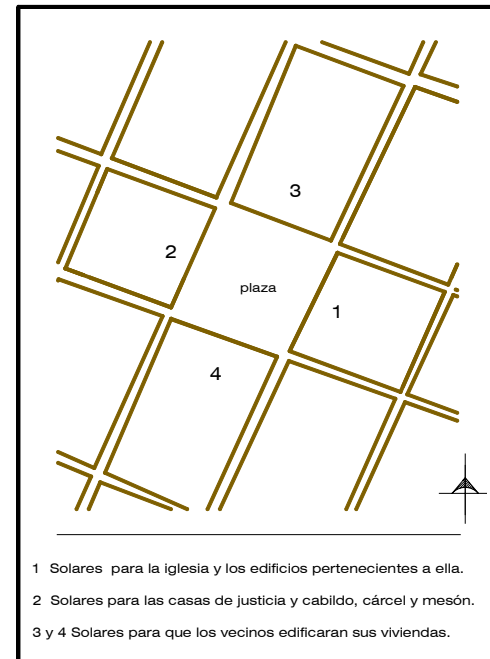 3
2
plaza
1
4
1 Solares para la iglesia y los edificios pertenecientes a ella.
2 Solares para las casas de justicia y cabildo, cárcel y mesón.
3 y 4 Solares para que los vecinos edificaran sus viviendas.